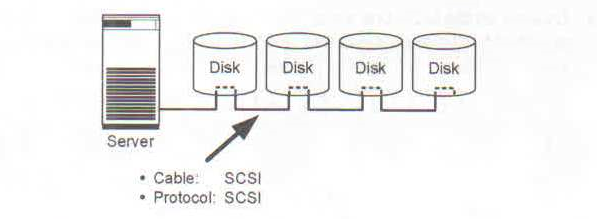 Disk Disk Disk Disk
Server
• Cable: SCSI
• Protocol: SCSI